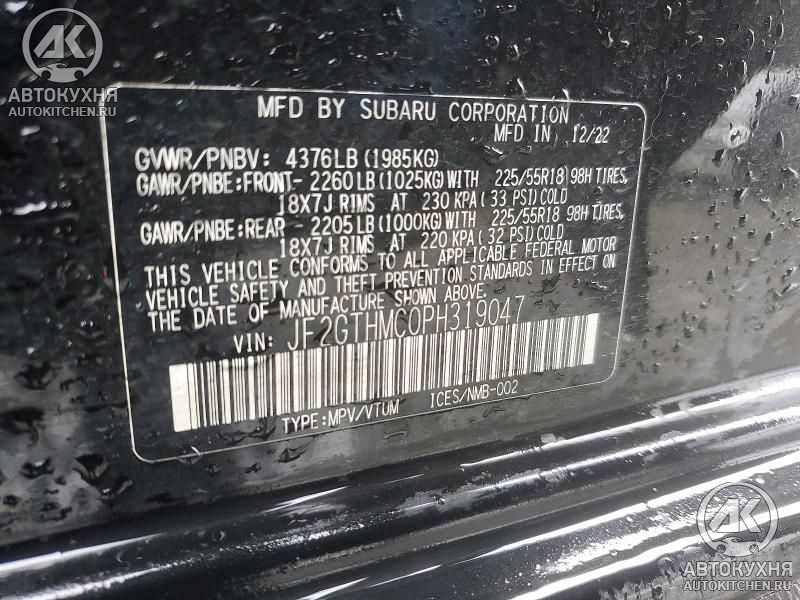 AK
АВТОКУХНЯ
AUTOKITCHEN.RU
MFD BY SUBARU CORPORATION
MFD IN 12/22
GVWR/PNBV: 4376LB (1985KG)
GAWR/PNBE:FRONT- 2260LB (1025KG) WITH 225/55R18 98H TIRES,
18X7J RIMS AT 230 KPA (33 PSI) COLD
GAWR/PNBE:REAR - 2205LB (1000KG) WITH 225/55R18 98H TIRES,
18X7J RIMS AT 220 KPA (32 PSI) COLD
THIS VEHICLE CONFORMS TO ALL APPLICABLE FEDERAL MOTOR
VEHICLE SAFETY AND THEFT PREVENTION STANDARDS IN EFFECT ON
THE DATE OF MANUFACTURE SHOWN ABOVE.
VIN: JF2GTHMC0PH319047
TYPE:MPV/VTUM ICES/NMB-002
AK
АВТОКУХНЯ
AUTOKITCHEN.RU